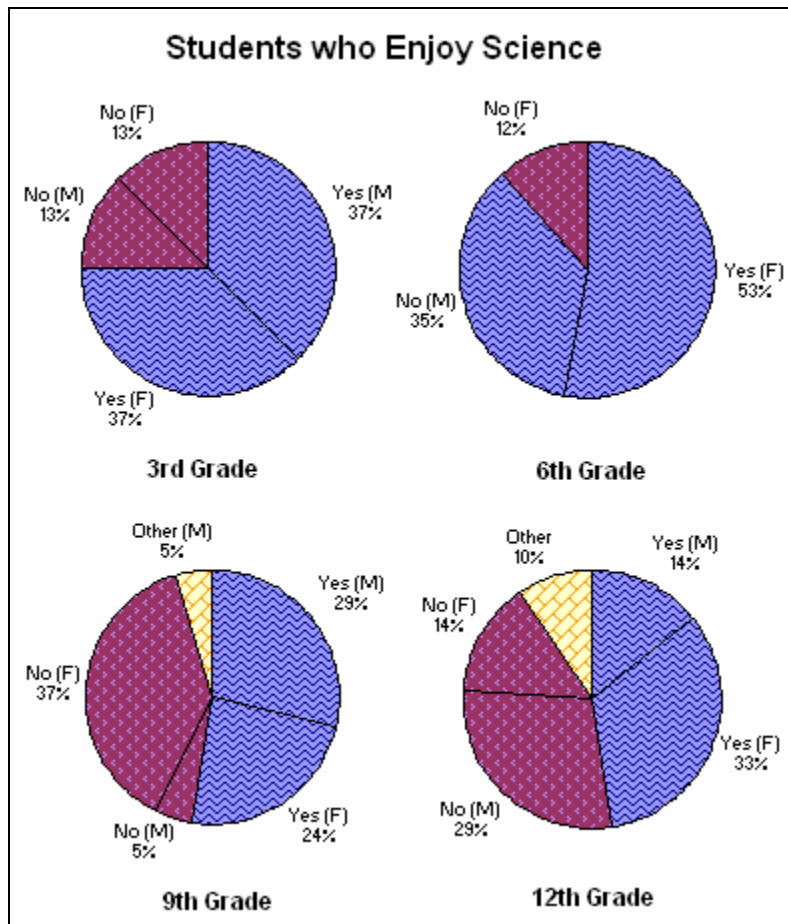 Students who Enjoy Science
No (F)
13%
No (M)
13%
Yes (M
37%
Yes (F)
37%
3rd Grade
No (F)
12%
No (M)
35%
Yes (F)
53%
6th Grade
Other (M)
5%
Yes (M)
29%
No (F)
37%
No (M)
5%
Yes (F)
24%
9th Grade
Other
10%
Yes (M)
14%
No (F)
14%
Yes (F)
33%
No (M)
29%
12th Grade